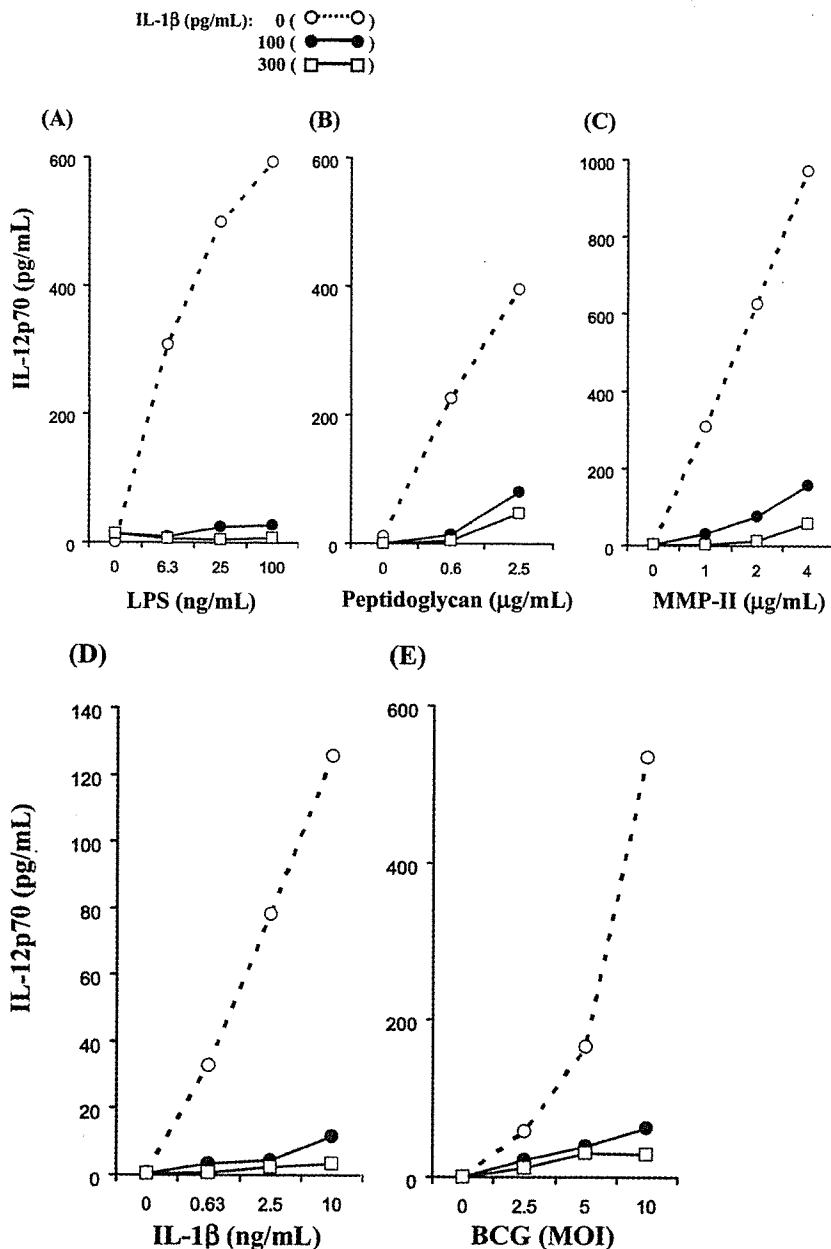 IL-1β (pg/mL): 0 ( )
100 ( )
300 ( )
(A)
(B)
(C)
IL-12p70 (pg/mL)
600
400
200
0
0 6.3 25 100
LPS (ng/mL)
600
400
200
0
0 0.6 2.5
Peptidoglycan (μg/mL)
1000
800
600
400
200
0
0 1 2 4
MMP-II (μg/mL)
(D)
(E)
IL-12p70 (pg/mL)
140
120
100
80
60
40
20
0
0 0.63 2.5 10
IL-1β (ng/mL)
600
400
200
0
0 2.5 5 10
BCG (MOI)